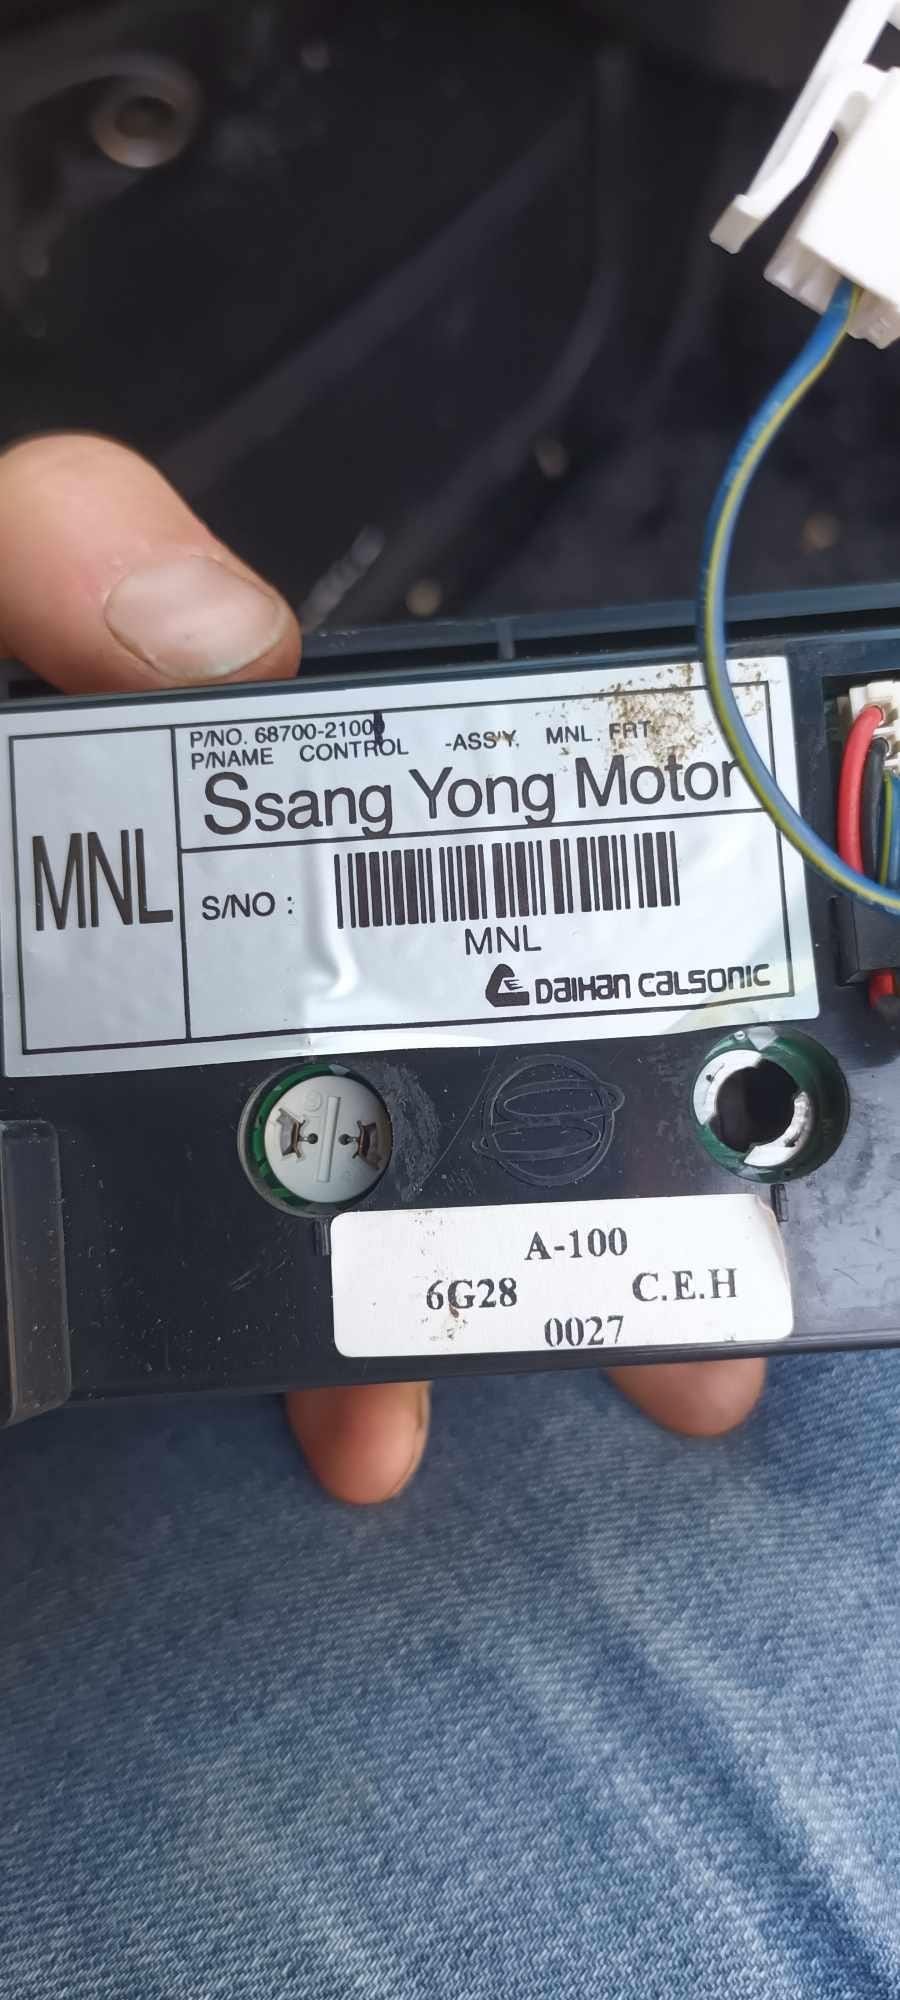 MNL
P/NO. 68700-2100
P/NAME CONTROL -ASS'Y, MNL. FRT
Ssang Yong Motor
S/NO :
MNL
DAIHAN CALSONIC
A-100
6G28 C.E.H
0027